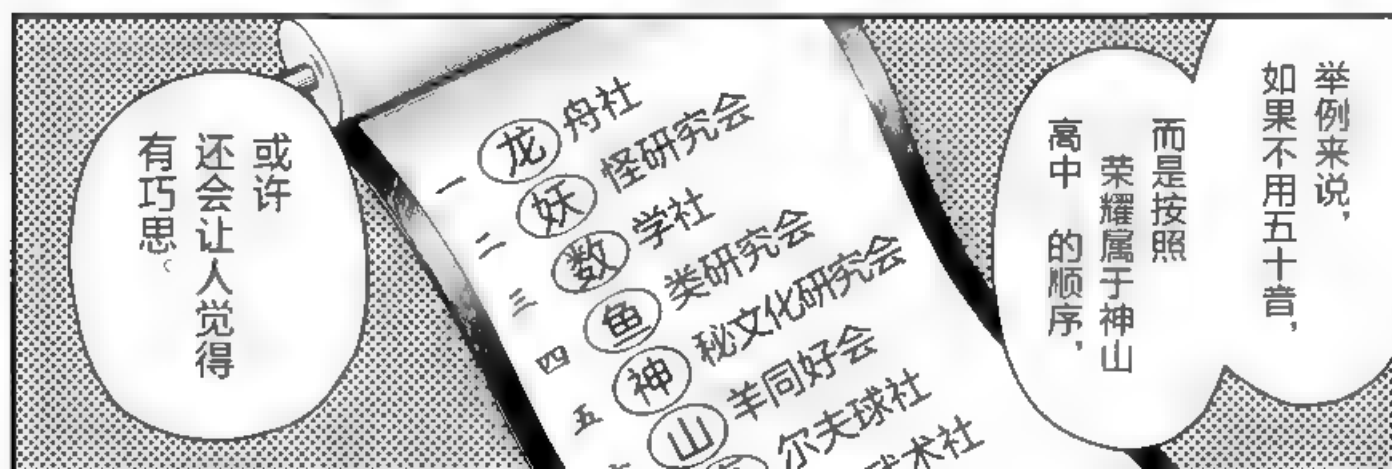 举例来说，
如果不用五十音，
而是按照
荣耀属于神山
高中 的顺序，
一 龙舟社
二 妖怪研究会
三 数学社
四 鱼类研究会
五 神秘文化研究会
山羊同好会
尔夫球社
术社
或许
还会让人觉得
有巧思。